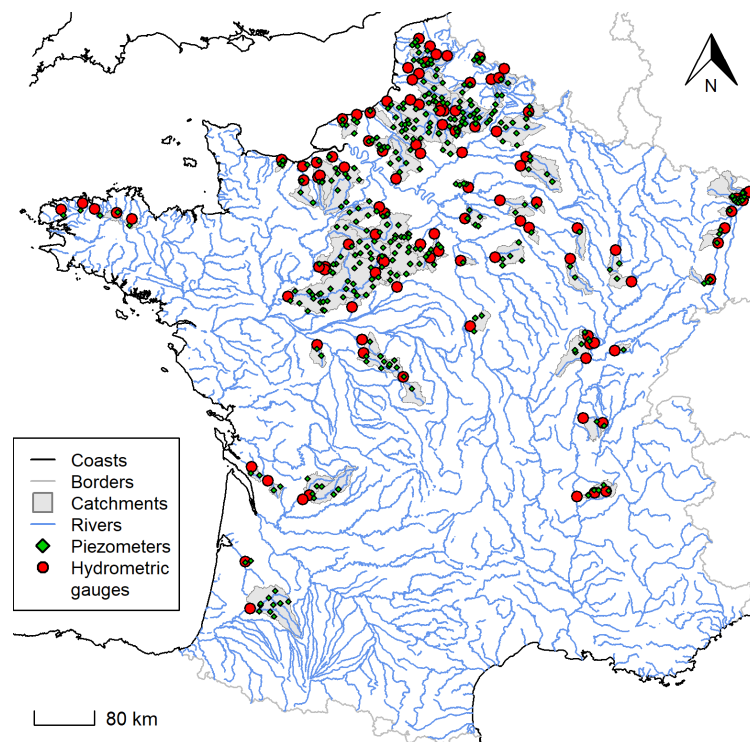 N
Coasts
Borders
Catchments
Rivers
Piezometers
Hydrometric
gauges
80 km